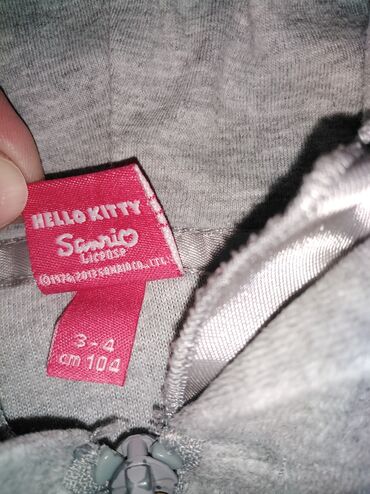 HELLO KITTY
Sanrio
License
©1976, 2013 SANRIO CO., LTD.
3-4
cm 104